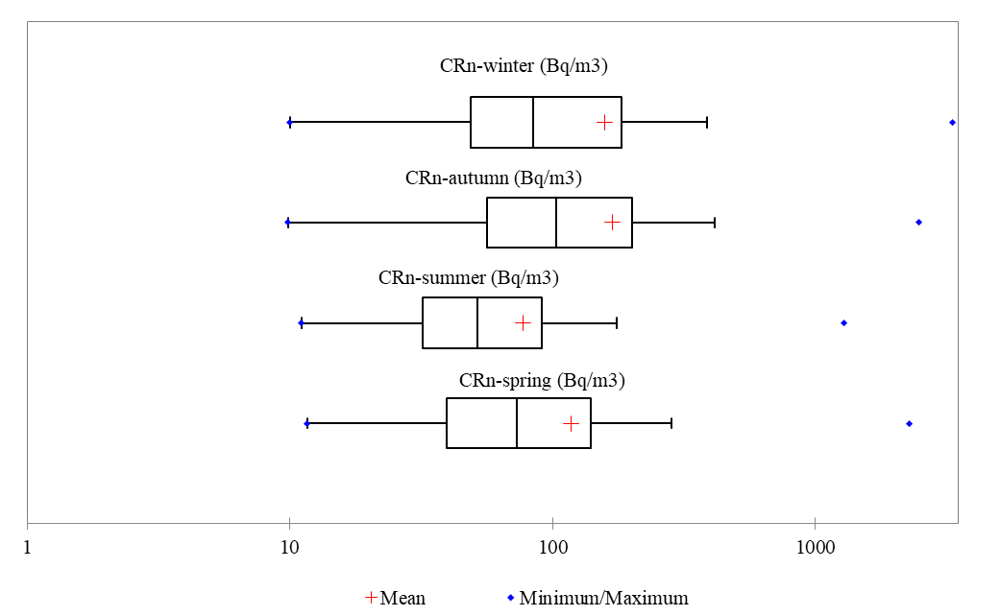 CRn-winter (Bq/m3)
CRn-autumn (Bq/m3)
CRn-summer (Bq/m3)
CRn-spring (Bq/m3)
1 10 100 1000
Mean Minimum/Maximum